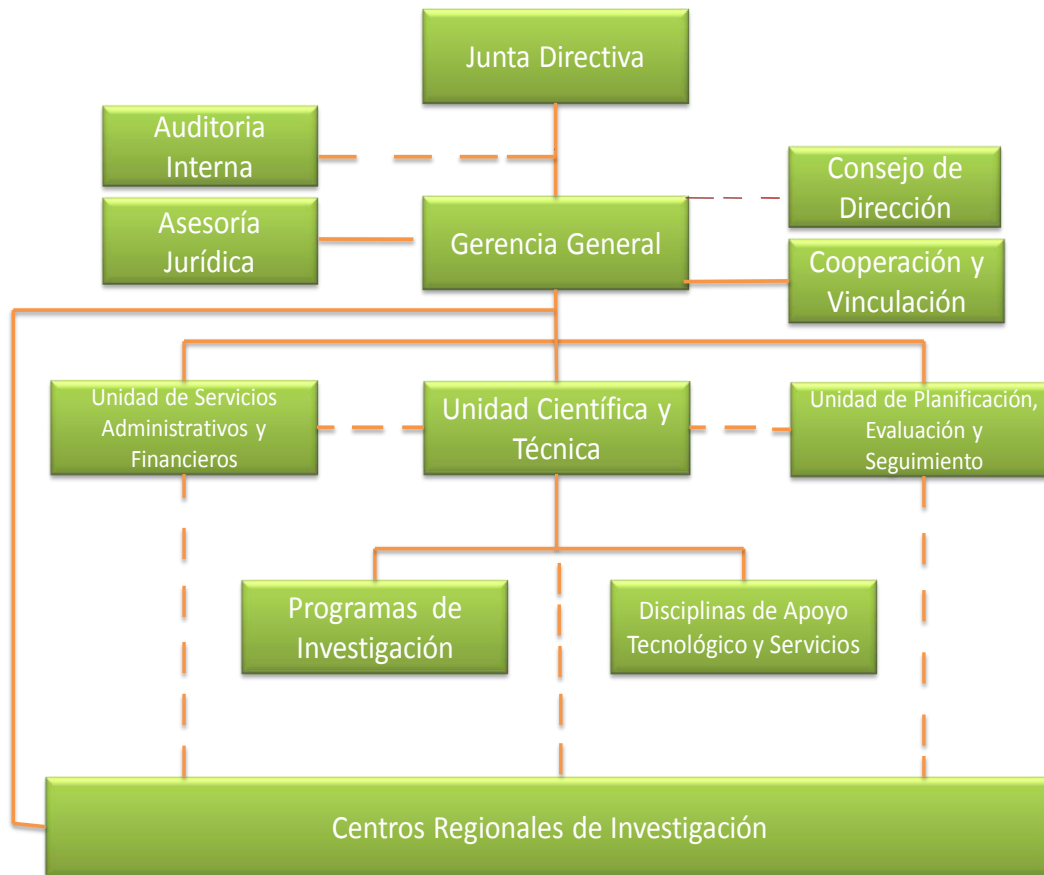 Junta Directiva
Auditoria
Interna
Consejo de
Dirección
Asesoría
Jurídica
Gerencia General
Cooperación y
Vinculación
Unidad de Servicios
Administrativos y
Financieros
Unidad Científica y
Técnica
Unidad de Planificación,
Evaluación y
Seguimiento
Programas de
Investigación
Disciplinas de Apoyo
Tecnológico y Servicios
Centros Regionales de Investigación